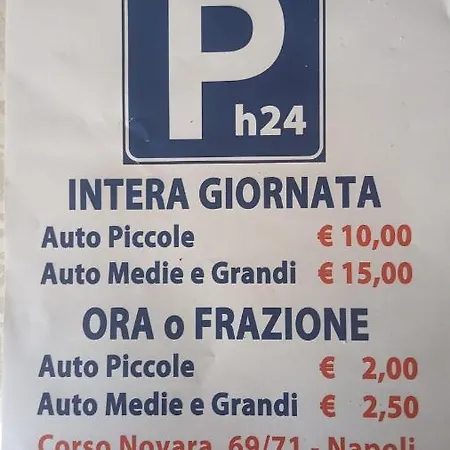 P
h24
INTERA GIORNATA
Auto Piccole € 10,00
Auto Medie e Grandi € 15,00
ORA o FRAZIONE
Auto Piccole € 2,00
Auto Medie e Grandi € 2,50
Corso Novara 69/71 - Napoli